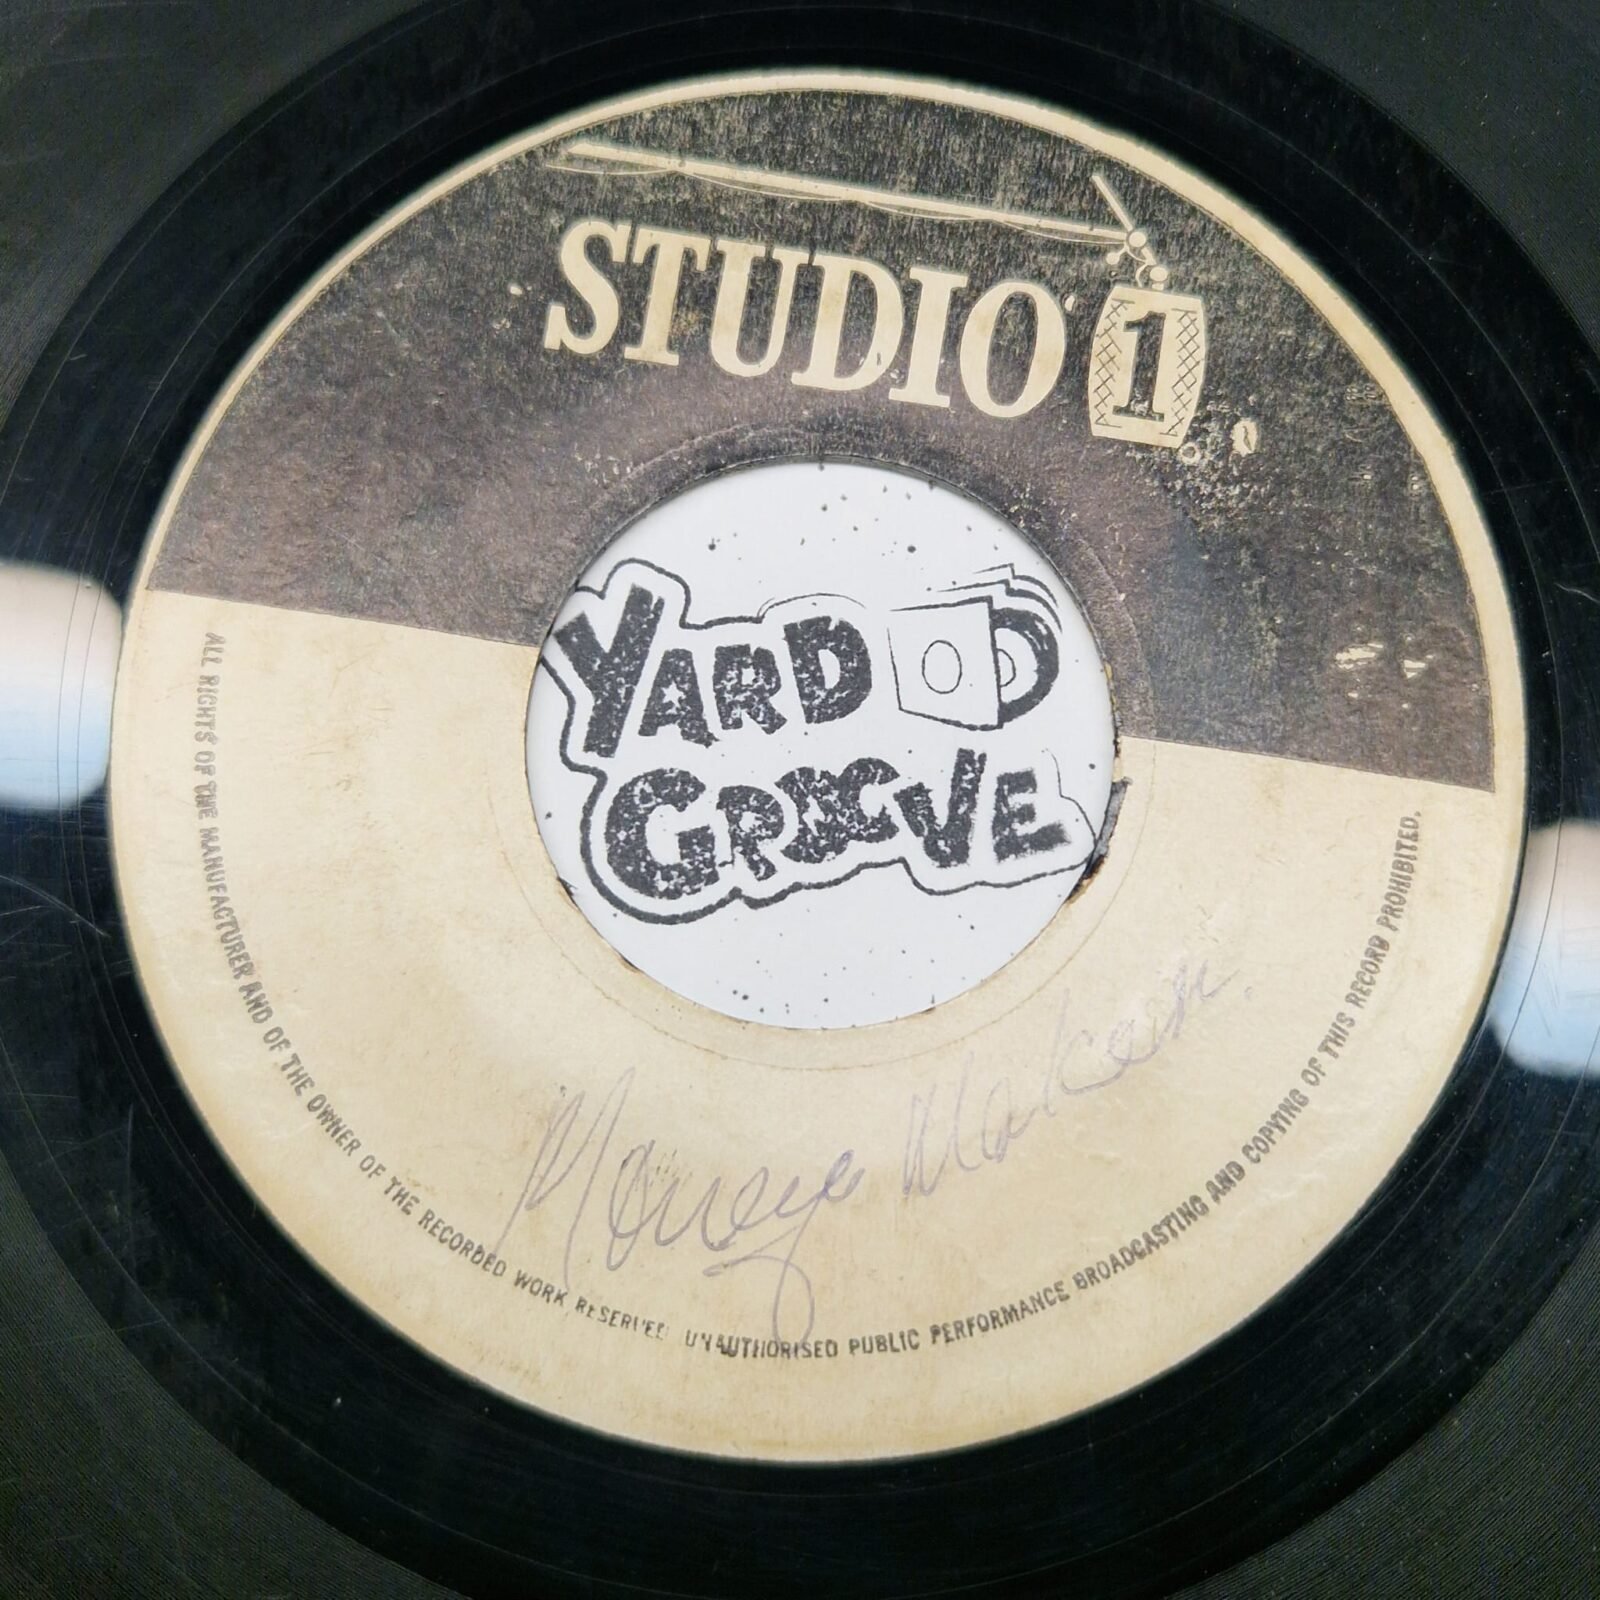 STUDIO 1
YARD
GROOVE
Money Maker.
ALL RIGHTS OF THE MANUFACTURER AND OF THE OWNER OF THE RECORDED WORK RESERVED UNAUTHORISED PUBLIC PERFORMANCE BROADCASTING AND COPYING OF THIS RECORD PROHIBITED.